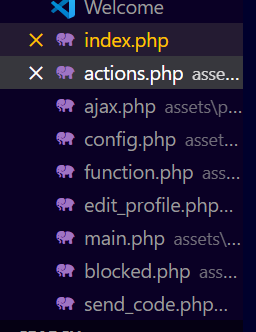 Welcome
index.php
actions.php asse...
ajax.php assets\p...
config.php asset...
function.php ass...
edit_profile.php...
main.php assets\...
blocked.php ass...
send_code.php...